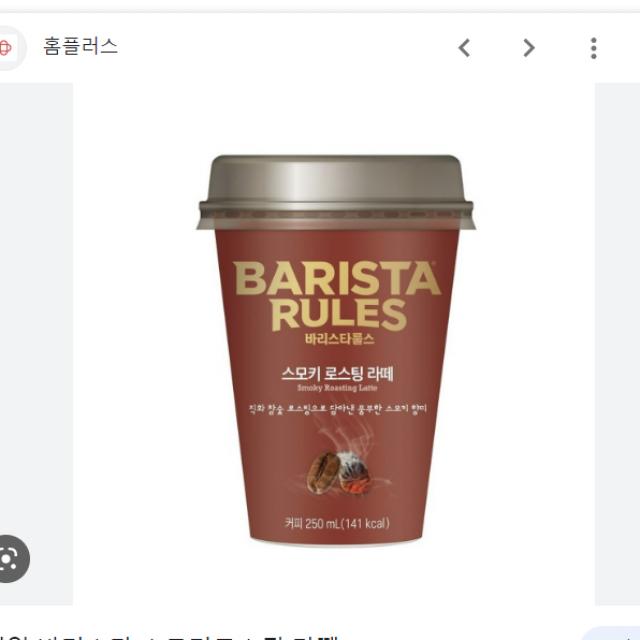 홈플러스
BARISTA
RULES
바리스타룰스
스모키 로스팅 라떼
Smoky Roasting Latte
직화 참숯 로스팅으로 담아낸 풍부한 스모키 향미
커피 250 mL(141 kcal)